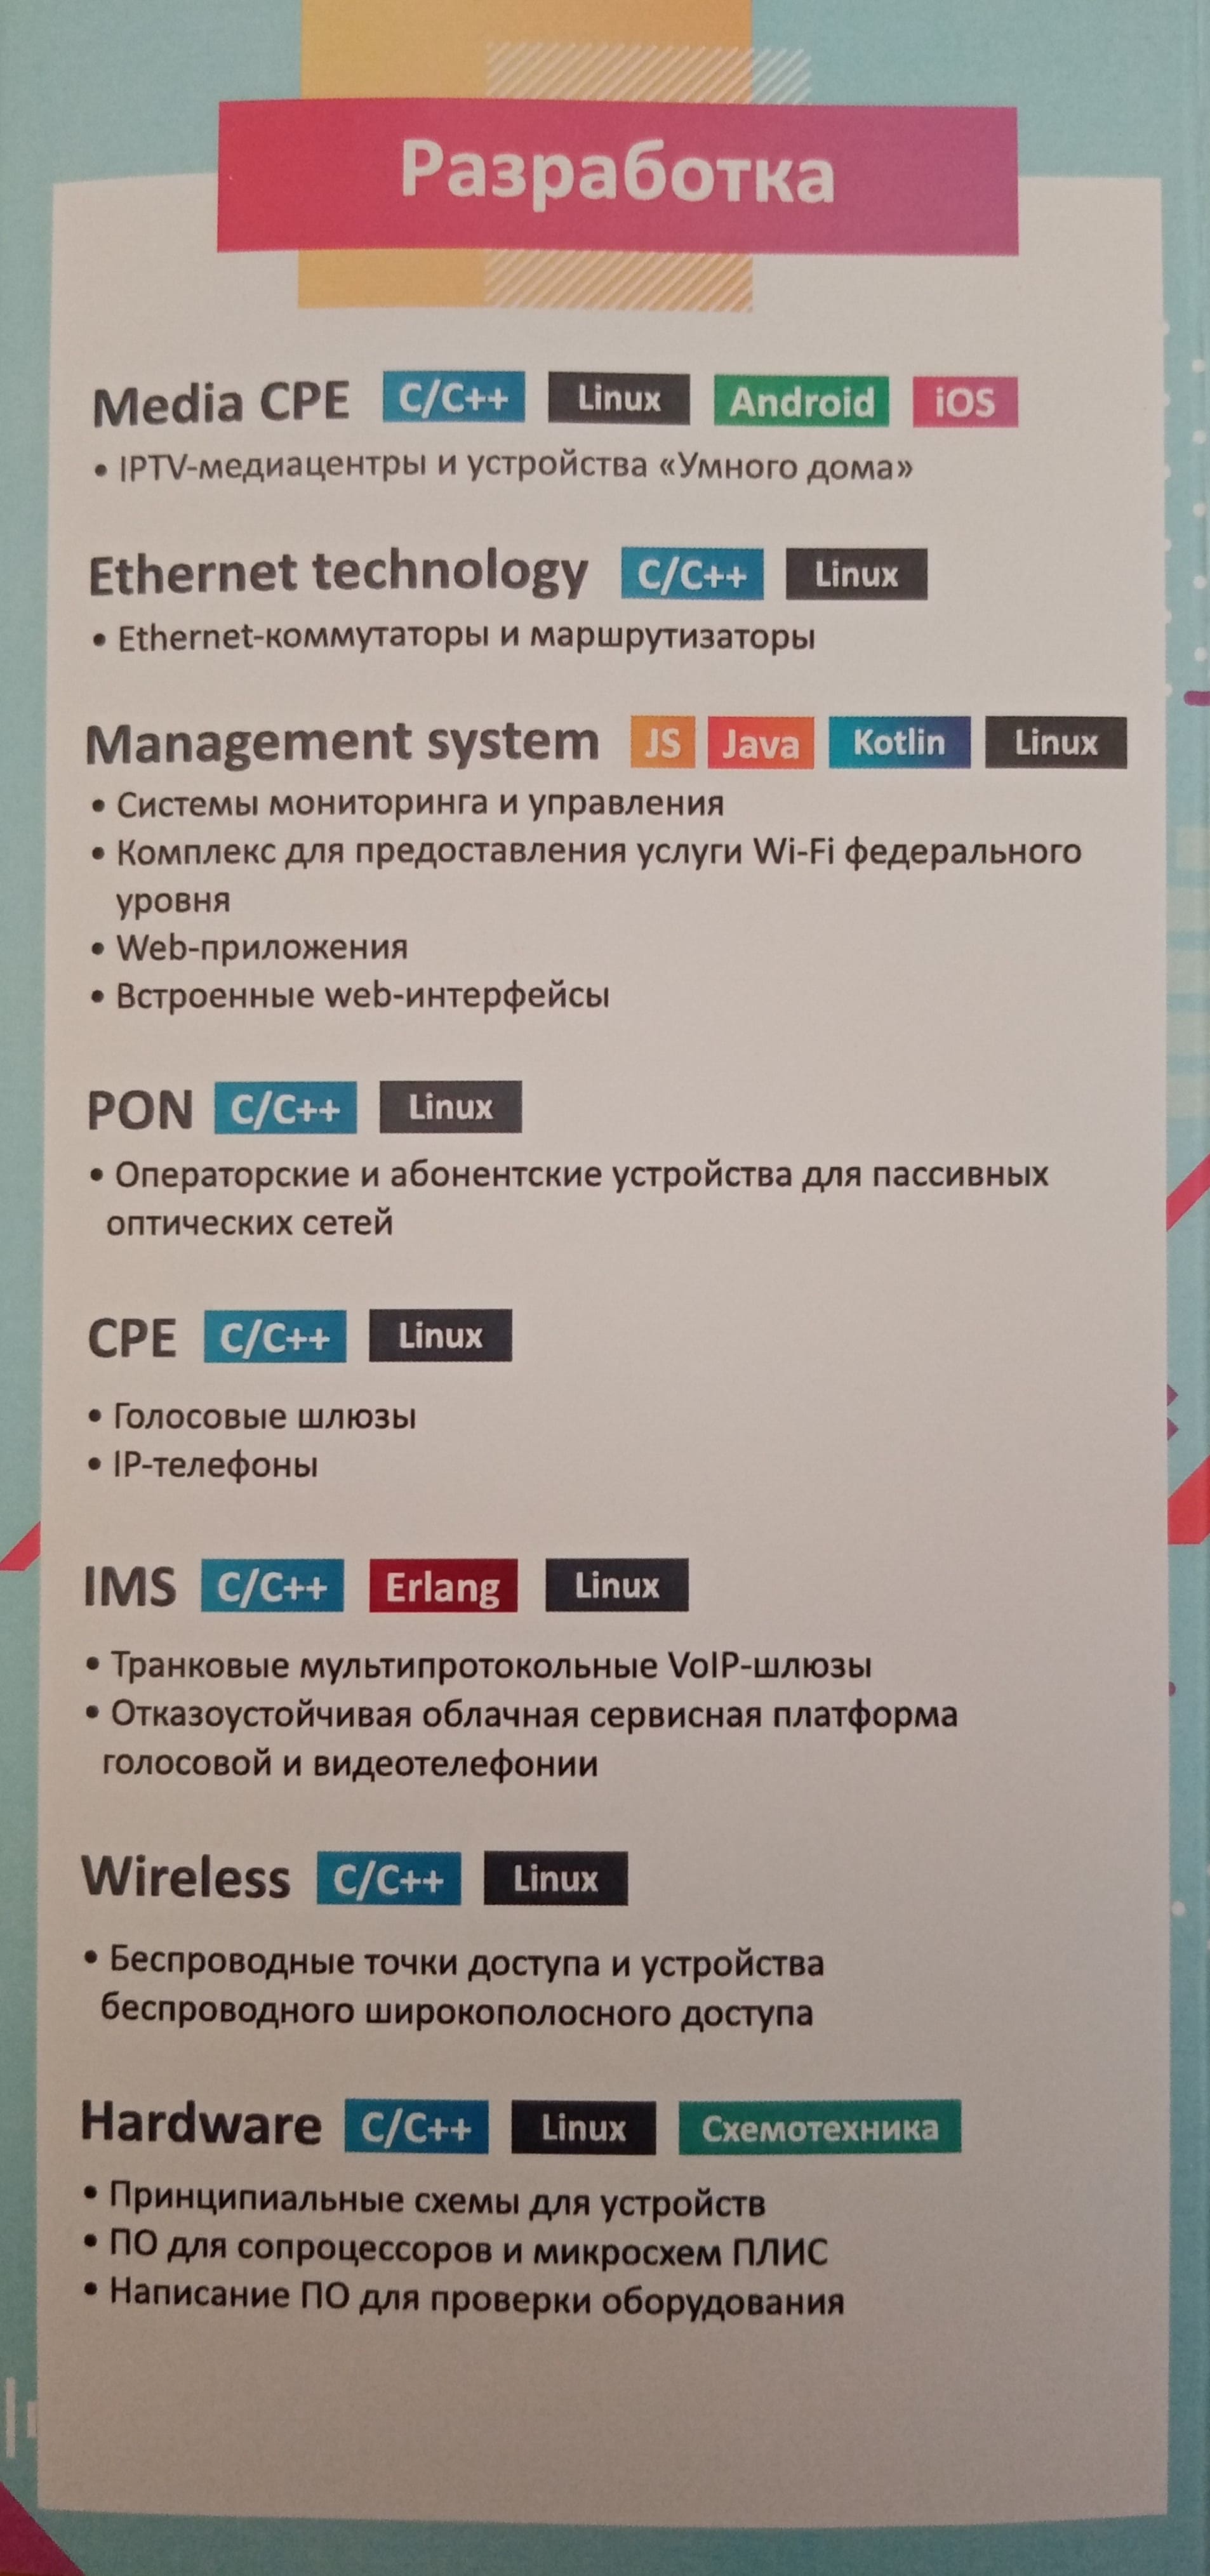 Разработка
Media CPE C/C++ Linux Android iOS
• IPTV-медиацентры и устройства «Умного дома»
Ethernet technology C/C++ Linux
• Ethernet-коммутаторы и маршрутизаторы
Management system JS Java Kotlin Linux
• Системы мониторинга и управления
• Комплекс для предоставления услуги Wi-Fi федерального
уровня
• Web-приложения
• Встроенные web-интерфейсы
PON C/C++ Linux
• Операторские и абонентские устройства для пассивных
оптических сетей
CPE C/C++ Linux
• Голосовые шлюзы
• IP-телефоны
IMS C/C++ Erlang Linux
• Транковые мультипротокольные VoIP-шлюзы
• Отказоустойчивая облачная сервисная платформа
голосовой и видеотелефонии
Wireless C/C++ Linux
• Беспроводные точки доступа и устройства
беспроводного широкополосного доступа
Hardware C/C++ Linux Схемотехника
• Принципиальные схемы для устройств
• ПО для сопроцессоров и микросхем ПЛИС
• Написание ПО для проверки оборудования